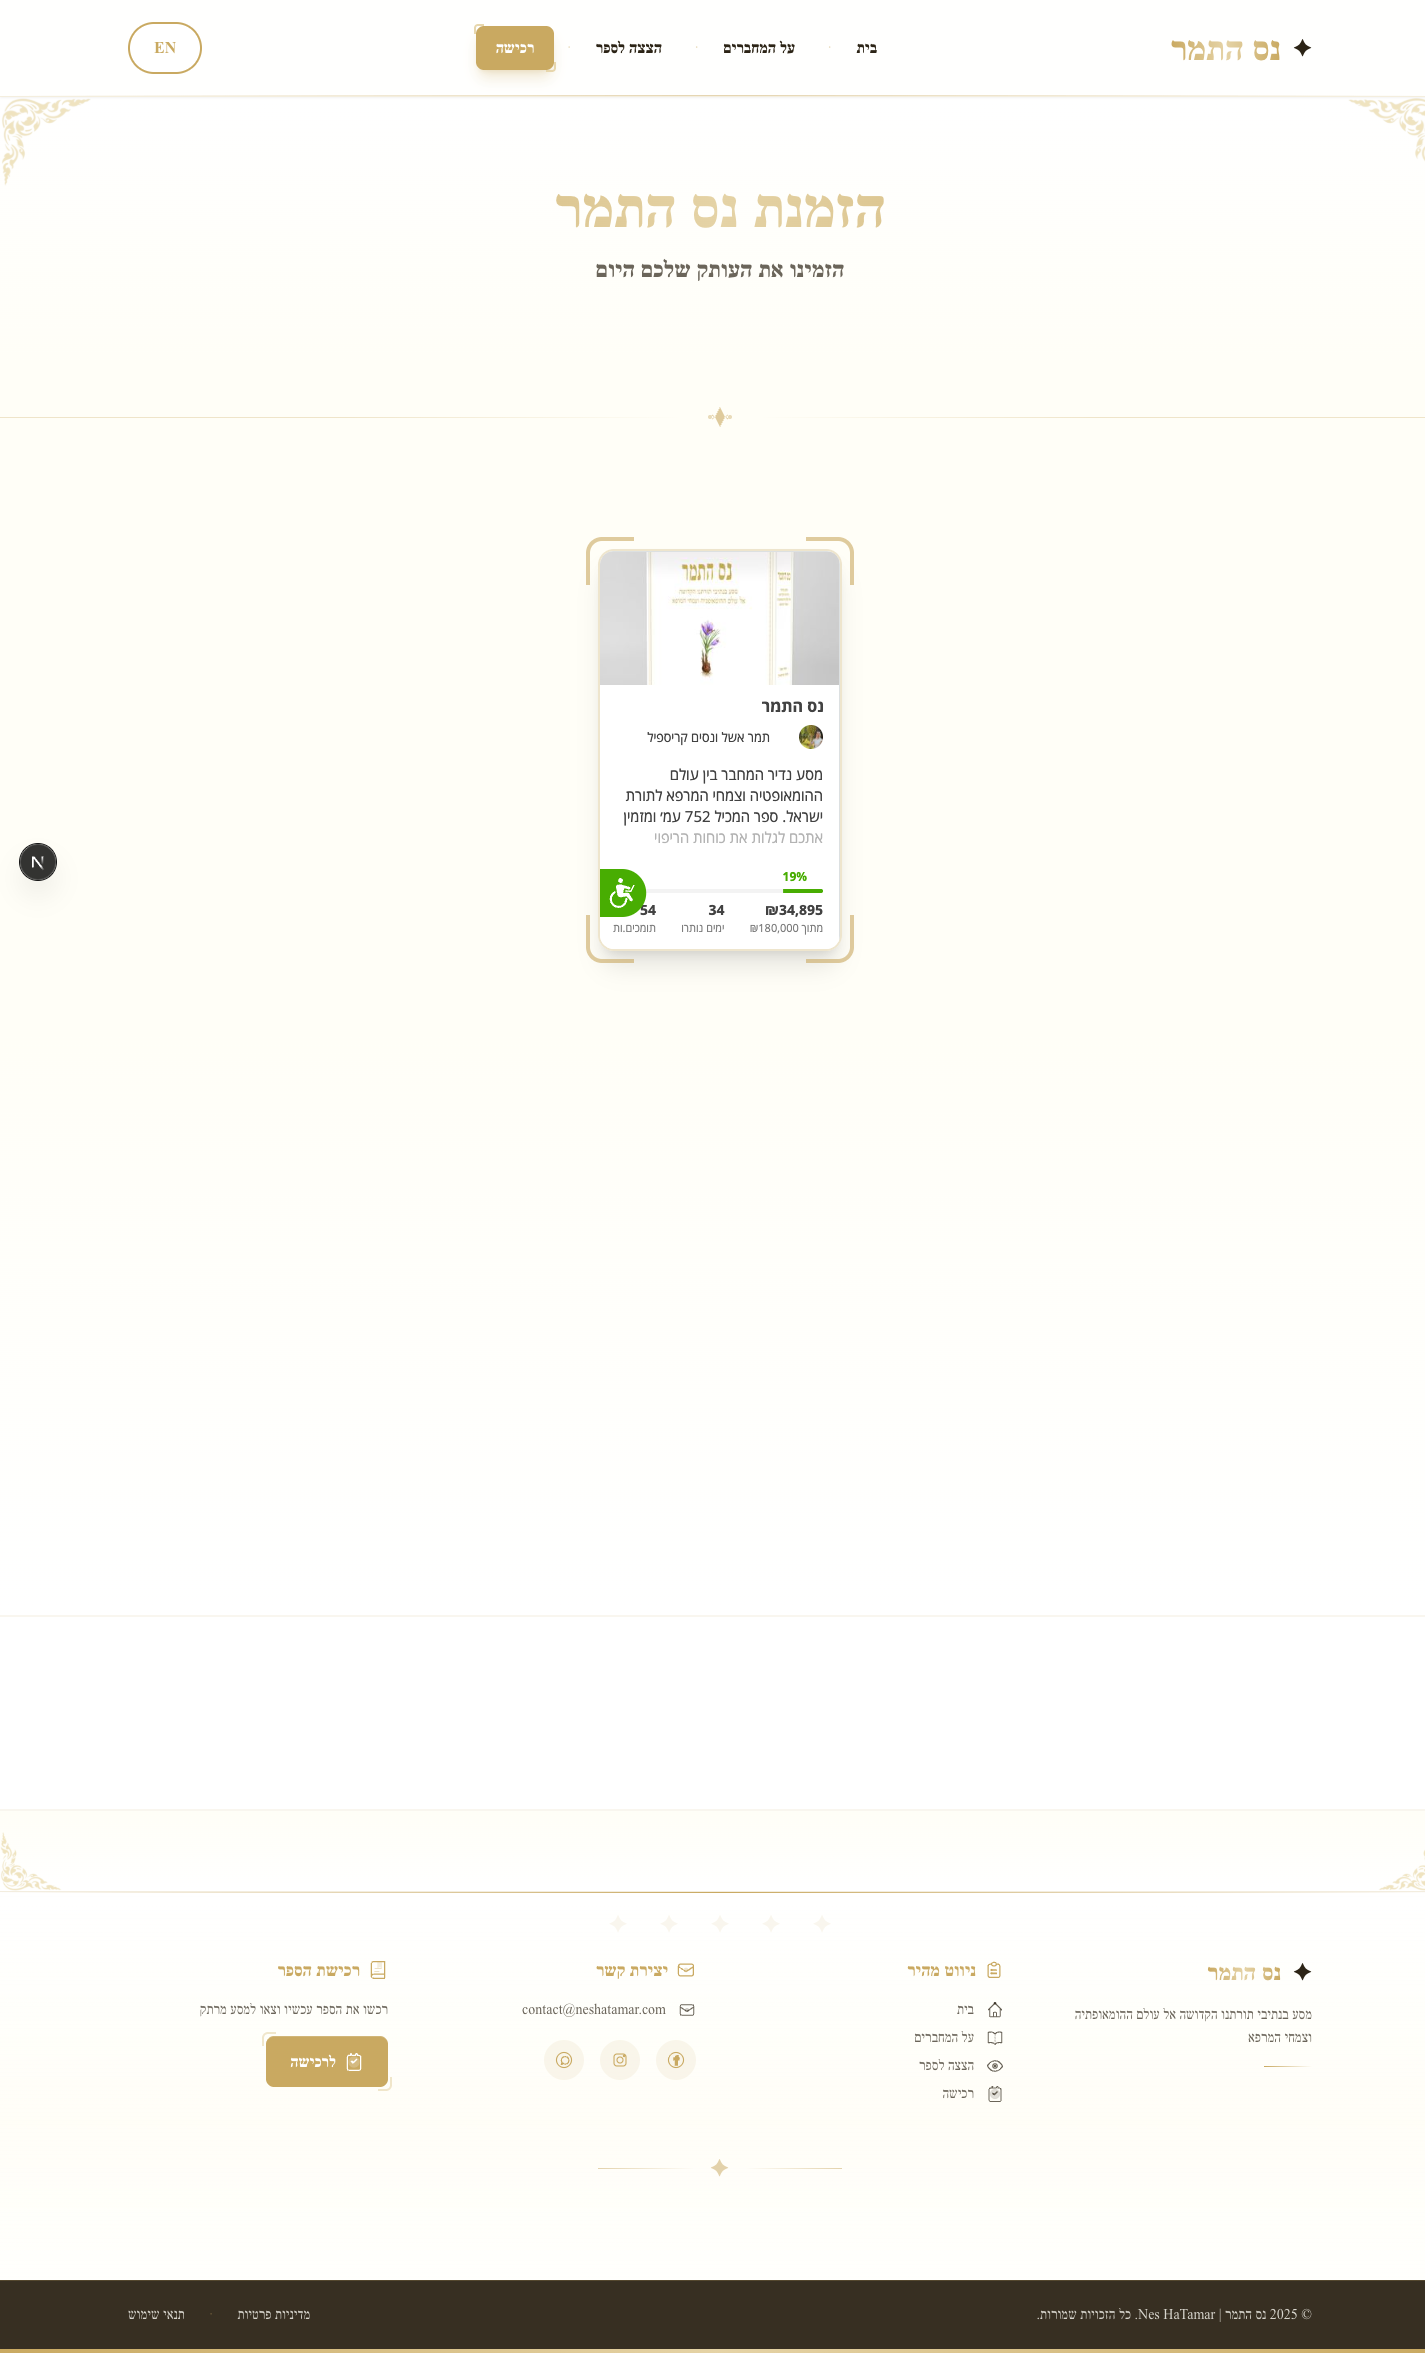 נס התמר
בית
על המחברים
הצצה לספר
רכישה
EN
הזמנת נס התמר
הזמינו את העותק שלכם היום
נס התמר
נס התמר
תמר אשל ונסים קריספיל
מסע נדיר המחבר בין עולם
ההומאופטיה וצמחי המרפא לתורת
ישראל. ספר המכיל 752 עמ׳ ומזמין
אתכם לגלות את כוחות הריפוי
19%
₪34,895
מתוך ₪180,000
34
ימים נותרו
54
תומכים.ות
N
נס התמר
מסע בנתיבי תורתנו הקדושה אל עולם ההומאופתיה
וצמחי המרפא
ניווט מהיר
בית
על המחברים
הצצה לספר
רכישה
יצירת קשר
contact@neshatamar.com
רכישת הספר
רכשו את הספר עכשיו וצאו למסע מרתק
לרכישה
© 2025 נס התמר | Nes HaTamar. כל הזכויות שמורות.
מדיניות פרטיות
תנאי שימוש